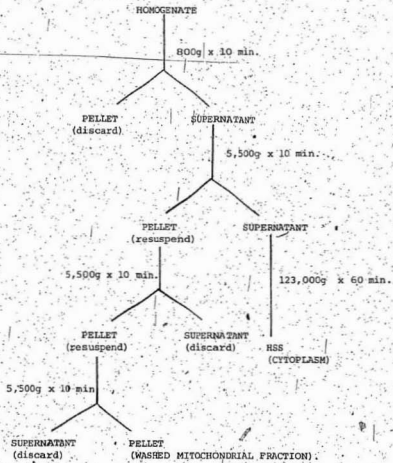 HOMOGENATE
800g x 10 min.
PELLET SUPERNATANT
(discard)
5,500g x 10 min.
PELLET SUPERNATANT
(resuspend)
5,500g x 10 min. 123,000g x 60 min.
PELLET SUPERNATANT HSS
(resuspend) (discard) (CYTOPLASM)
5,500g x 10 min
SUPERNATANT PELLET
(discard) (WASHED MITOCHONDRIAL FRACTION).